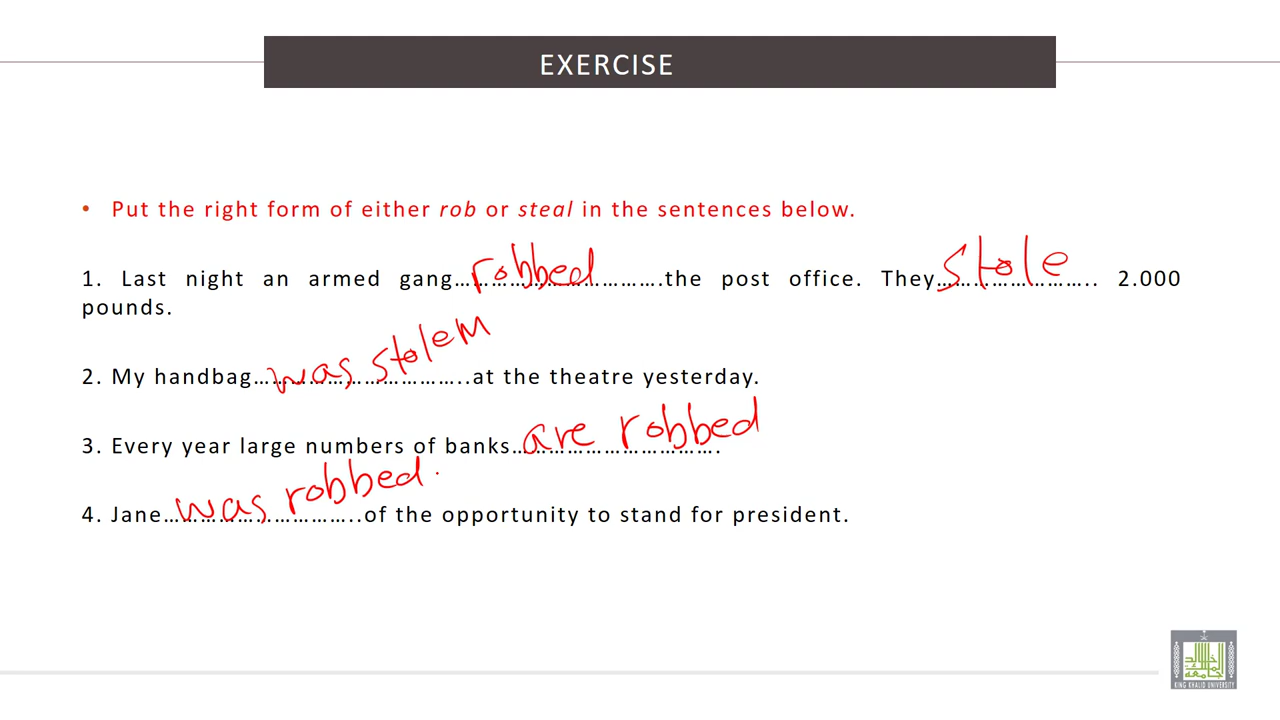 EXERCISE
• Put the right form of either rob or steal in the sentences below.
1. Last night an armed gang…robbed……….the post office. They…stole…….. 2.000
pounds.
2. My handbag…was stolen…..at the theatre yesterday.
3. Every year large numbers of banks…are robbed…….
4. Jane…was robbed.…..of the opportunity to stand for president.
KING KHALID UNIVERSITY